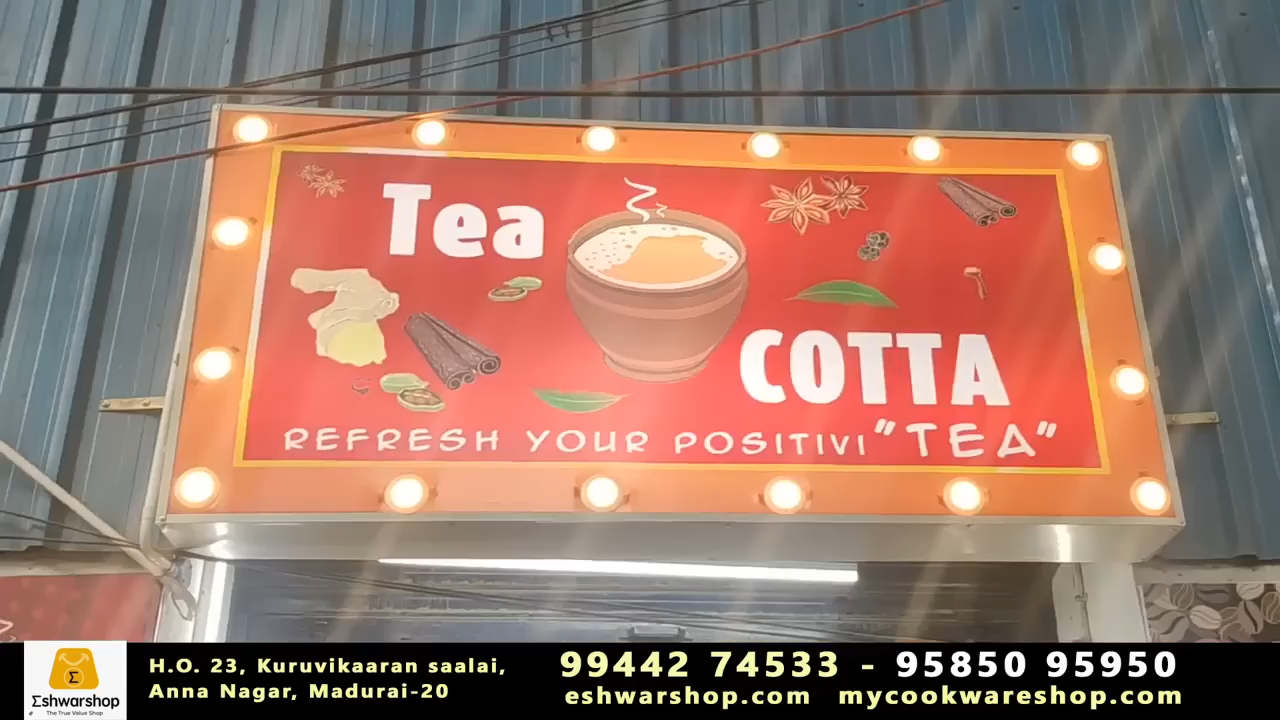 Tea
COTTA
REFRESH YOUR POSITIVI "TEA"
Σshwarshop
The True Value Shop
H.O. 23, Kuruvikaaran saalai,
Anna Nagar, Madurai-20
99442 74533 - 95850 95950
eshwarshop.com mycookwareshop.com